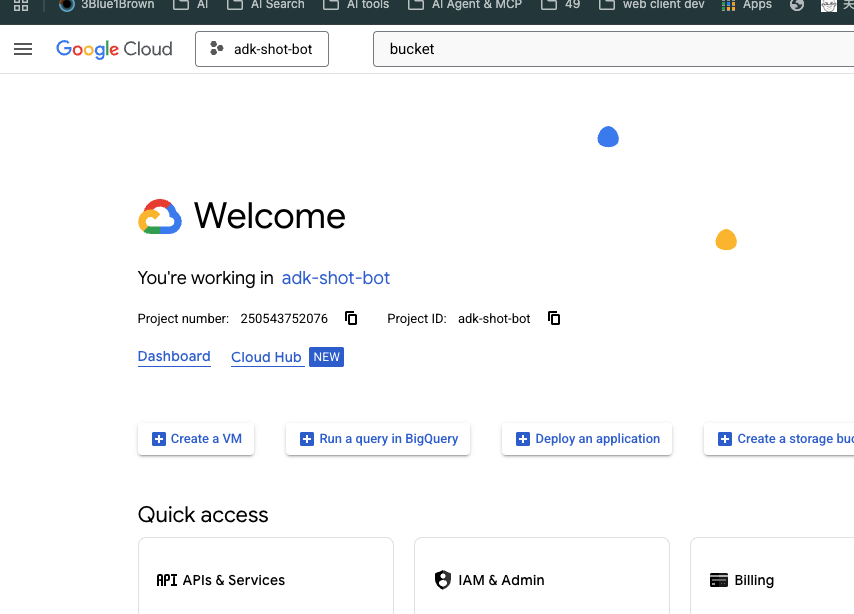 3Blue1Brown AI AI Search AI tools AI Agent & MCP 49 web client dev Apps 天
Google Cloud adk-shot-bot bucket
Welcome
You're working in adk-shot-bot
Project number: 250543752076 Project ID: adk-shot-bot
Dashboard Cloud Hub NEW
Create a VM Run a query in BigQuery Deploy an application Create a storage buc
Quick access
API APIs & Services IAM & Admin Billing